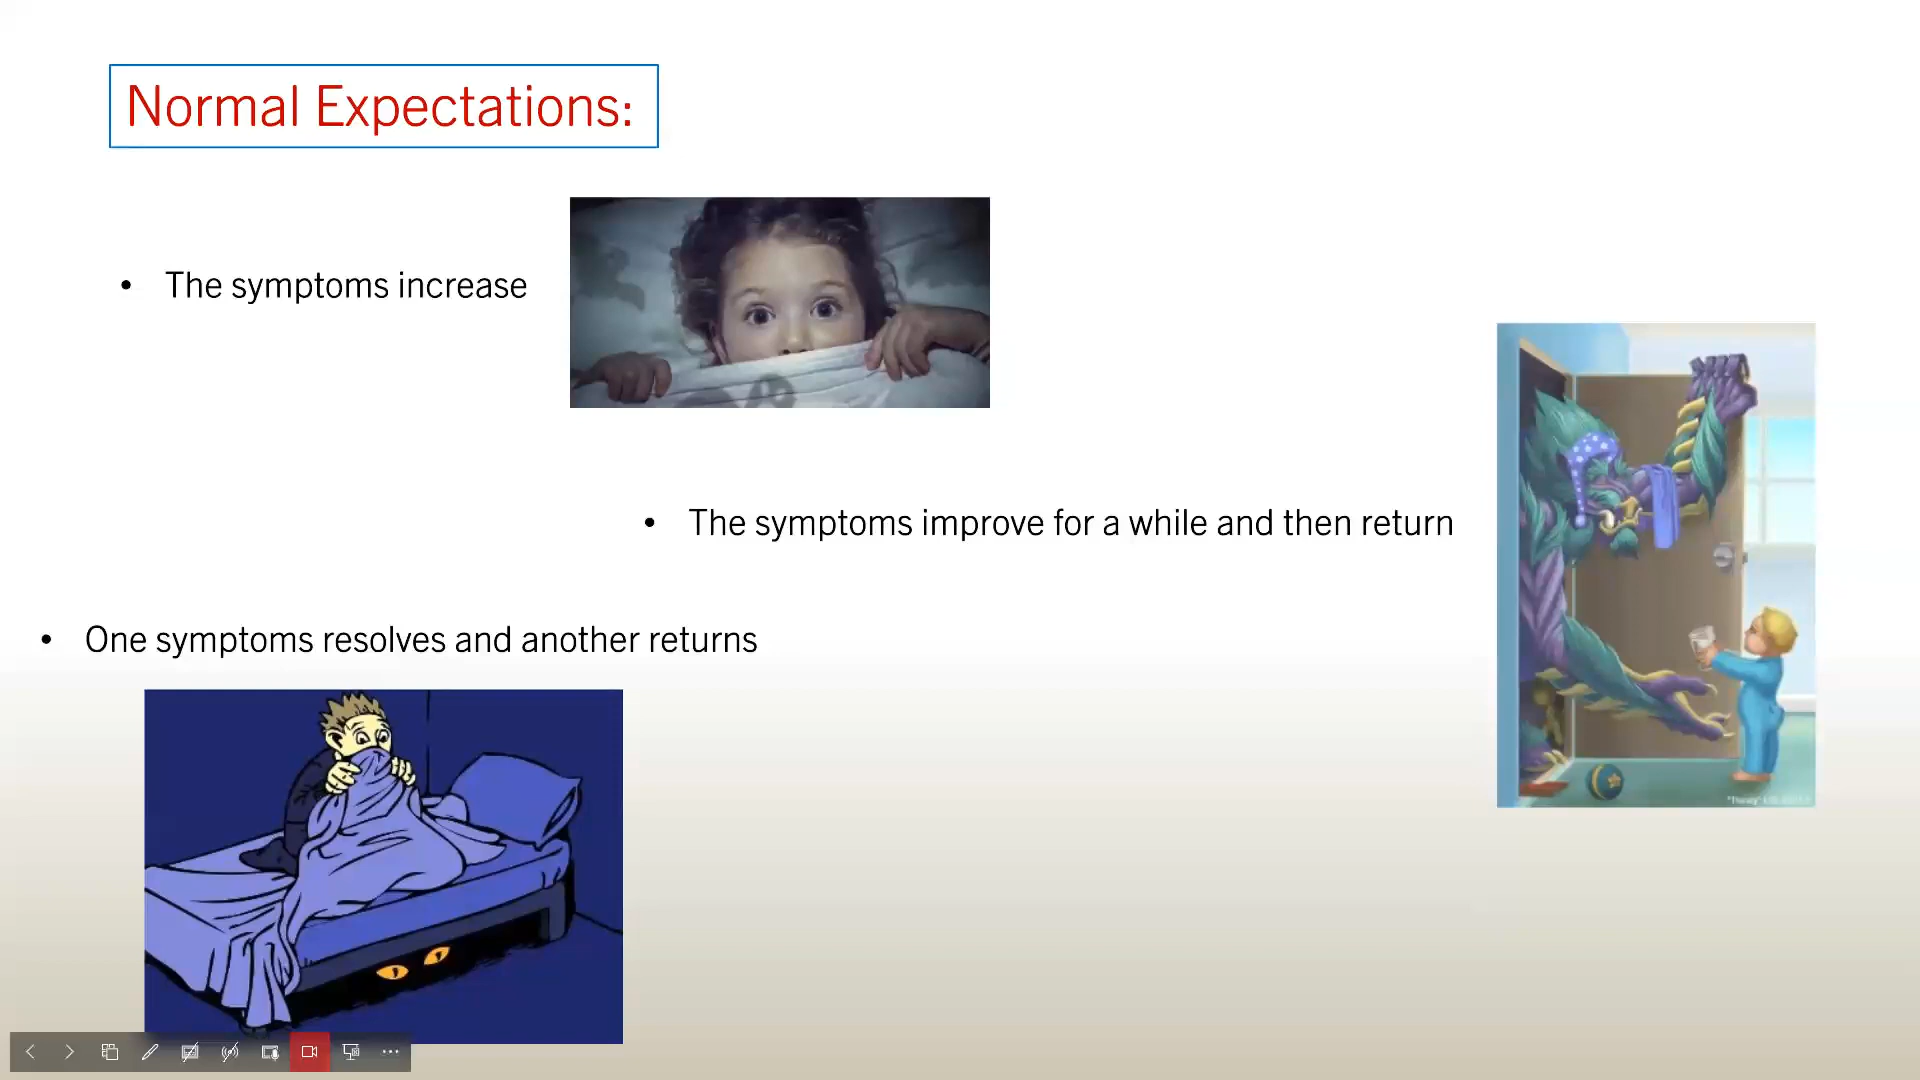 Normal Expectations:
• The symptoms increase
• The symptoms improve for a while and then return
• One symptoms resolves and another returns